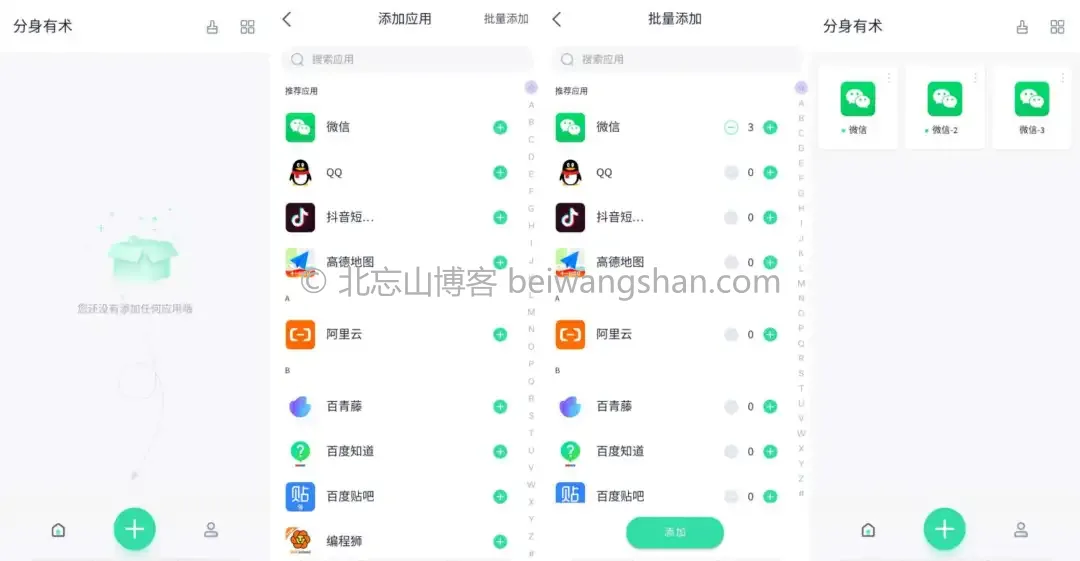 分身有术
您还没有添加任何应用哦
添加应用
批量添加
搜索应用
推荐应用
微信
QQ
抖音短...
高德地图
A
阿里云
B
百青藤
百度知道
百度贴吧
编程狮
A
B
C
D
E
F
G
H
I
J
L
M
N
O
P
Q
R
S
T
U
V
W
X
Y
Z
#
批量添加
搜索应用
推荐应用
微信 3
QQ 0
抖音短... 0
高德地图 0
A
阿里云 0
B
百青藤 0
百度知道 0
百度贴吧 0
添加
A
B
C
D
E
F
G
H
I
J
K
L
M
N
O
P
Q
R
S
T
U
V
W
X
Y
Z
#
分身有术
微信
微信-2
微信-3
© 北忘山博客 beiwangshan.com